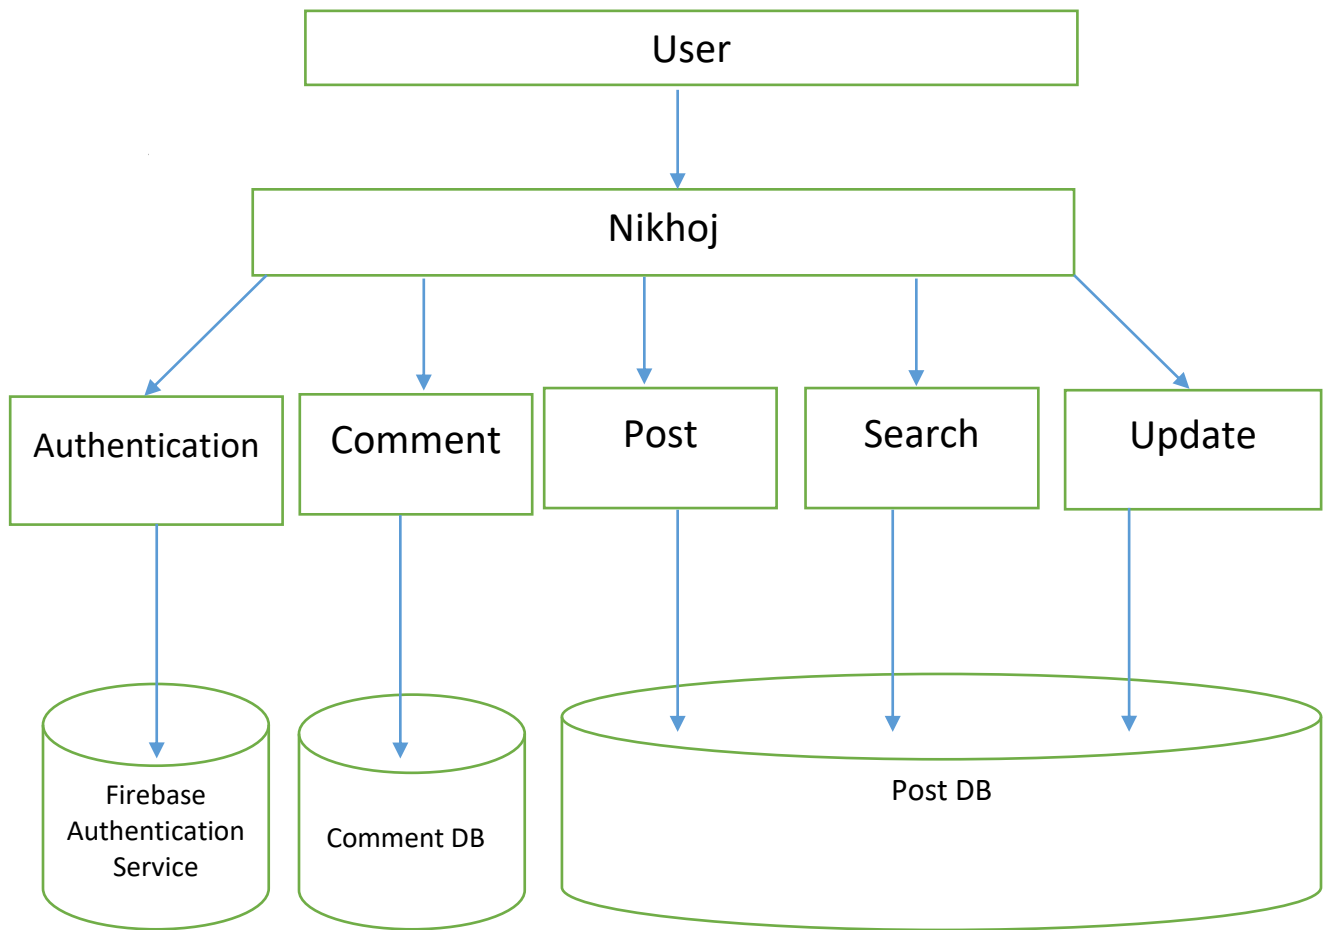 User
Nikhoj
Authentication
Comment
Post
Search
Update
Firebase
Authentication
Service
Comment DB
Post DB